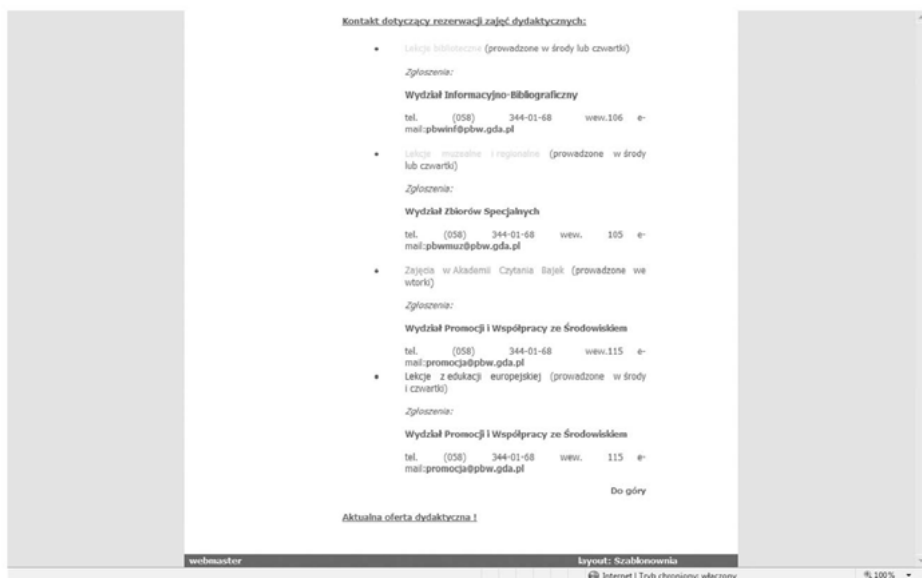 Kontakt dotyczący rezerwacji zajęć dydaktycznych:
• Lekcje biblioteczne (prowadzone w środy lub czwartki)
Zgłoszenia:
Wydział Informacyjno-Bibliograficzny
tel. (058) 344-01-68 wew.106 e-
mail:pbwinf@pbw.gda.pl
• Lekcje muzealne i regionalne (prowadzone w środy
lub czwartki)
Zgłoszenia:
Wydział Zbiorów Specjalnych
tel. (058) 344-01-68 wew. 105 e-
mail:pbwmuz@pbw.gda.pl
• Zajęcia w Akademii Czytania Bajek (prowadzone we
wtorki)
Zgłoszenia:
Wydział Promocji i Współpracy ze Środowiskiem
tel. (058) 344-01-68 wew.115 e-
mail:promocja@pbw.gda.pl
• Lekcje z edukacji europejskiej (prowadzone w środy
i czwartki)
Zgłoszenia:
Wydział Promocji i Współpracy ze Środowiskiem
tel. (058) 344-01-68 wew. 115 e-
mail:promocja@pbw.gda.pl
Do góry
Aktualna oferta dydaktyczna !
webmaster layout: Szablonownia
Internet | Tryb chroniony: włączony 100%